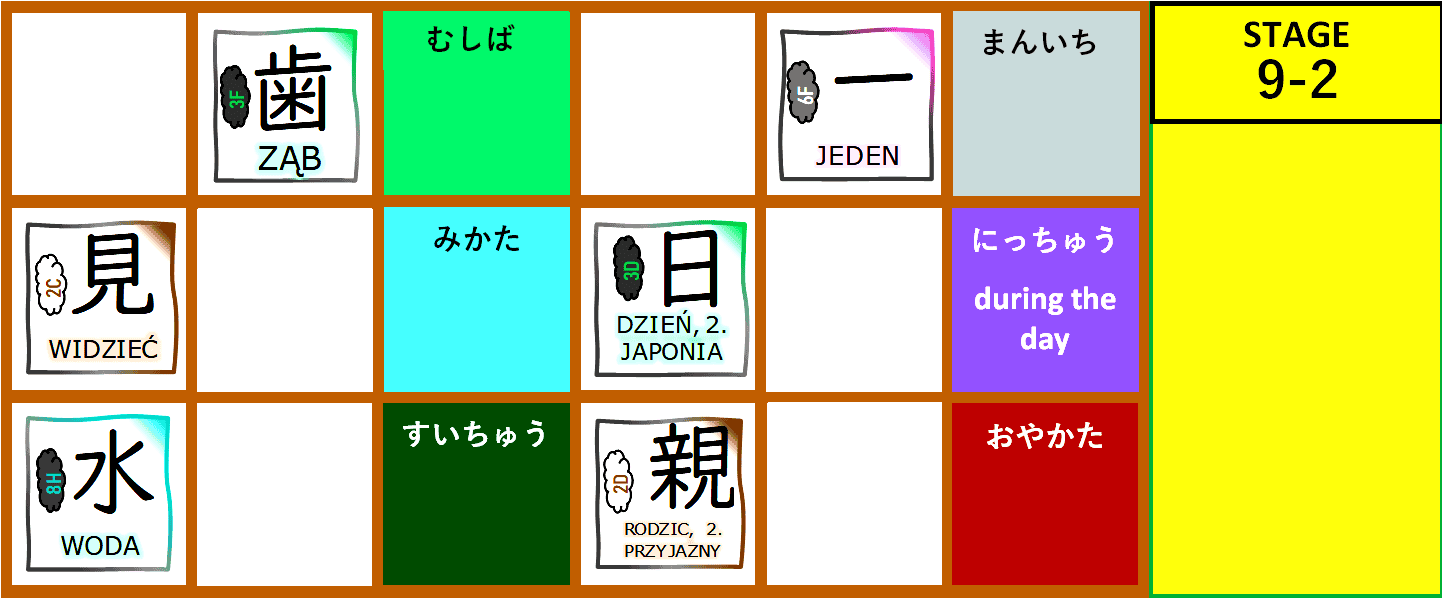 3F
歯
ZĄB
むしば
6F
一
JEDEN
まんいち
STAGE
9-2
2C
見
WIDZIEĆ
みかた
3D
日
DZIEŃ, 2.
JAPONIA
にっちゅう
during the
day
8H
水
WODA
すいちゅう
2D
親
RODZIC, 2.
PRZYJAZNY
おやかた